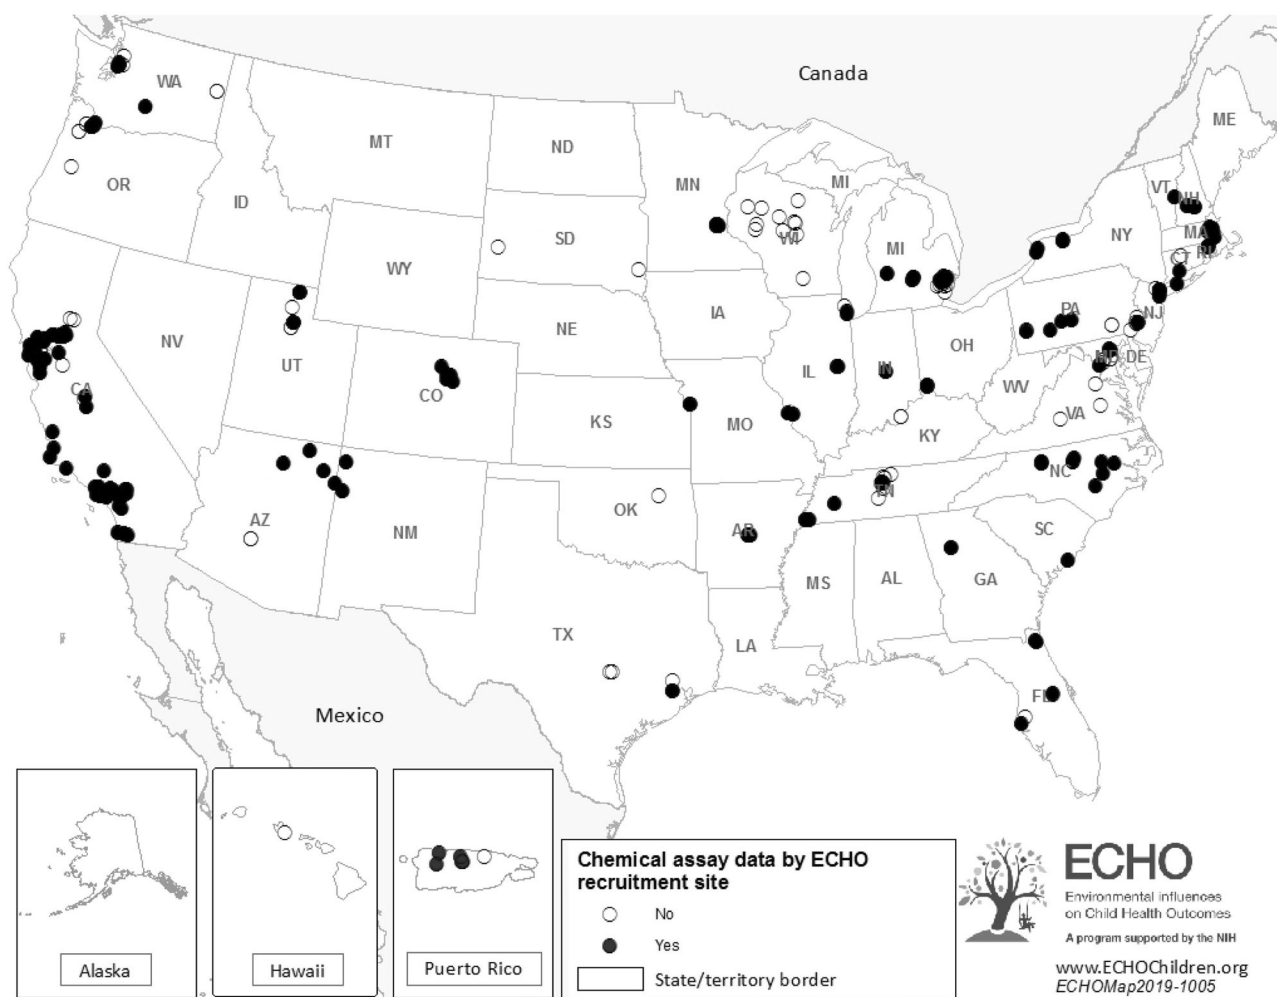 Canada
WA
ME
MT
ND
MN
VT
NH
OR
MI
ID
NY
MA
SD
WI
MI
RI
WY
CT
IA
PA
NJ
NE
NV
OH
UT
IL
IN
MD
DE
CO
WV
CA
KS
MO
VA
KY
NC
TN
OK
AZ
AR
NM
SC
MS
AL
GA
TX
LA
FL
Mexico
Alaska
Hawaii
Puerto Rico
Chemical assay data by ECHO
recruitment site
No
Yes
State/territory border
ECHO
Environmental influences
on Child Health Outcomes
A program supported by the NIH
www.ECHOChildren.org
ECHOMap2019-1005